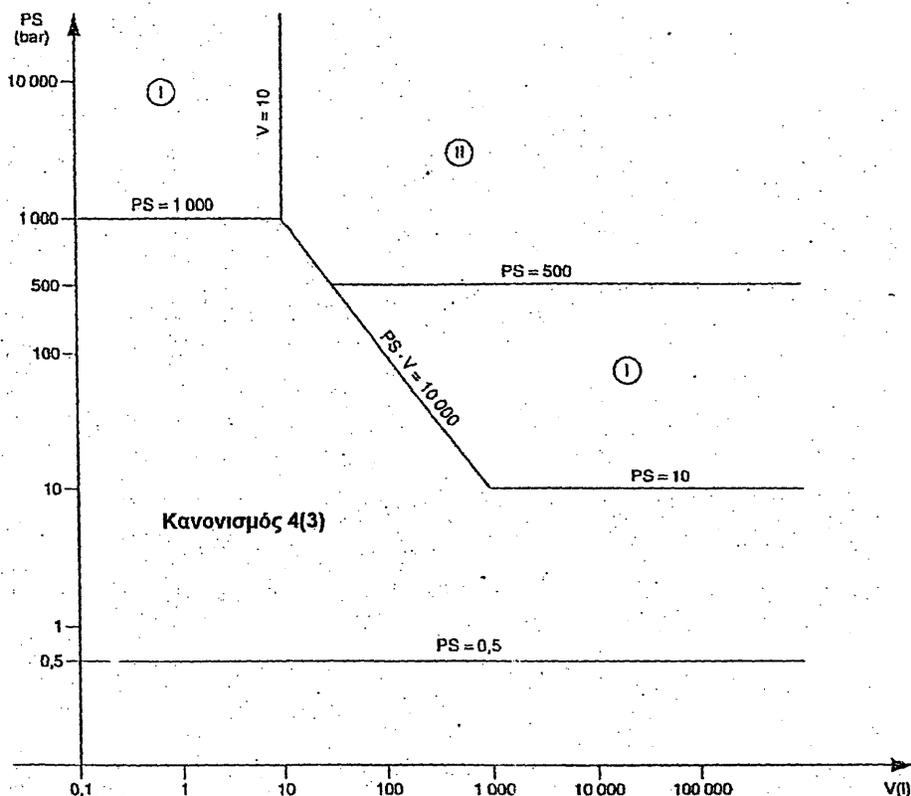 PS
(bar)
10 000
I
V = 10
II
PS = 1 000
1 000
PS = 500
500
100
PS . V = 10 000
I
PS = 10
10
Κανονισμός 4(3)
1
PS = 0,5
0,5
0,1 1 10 100 1 000 10 000 100 000 V(l)